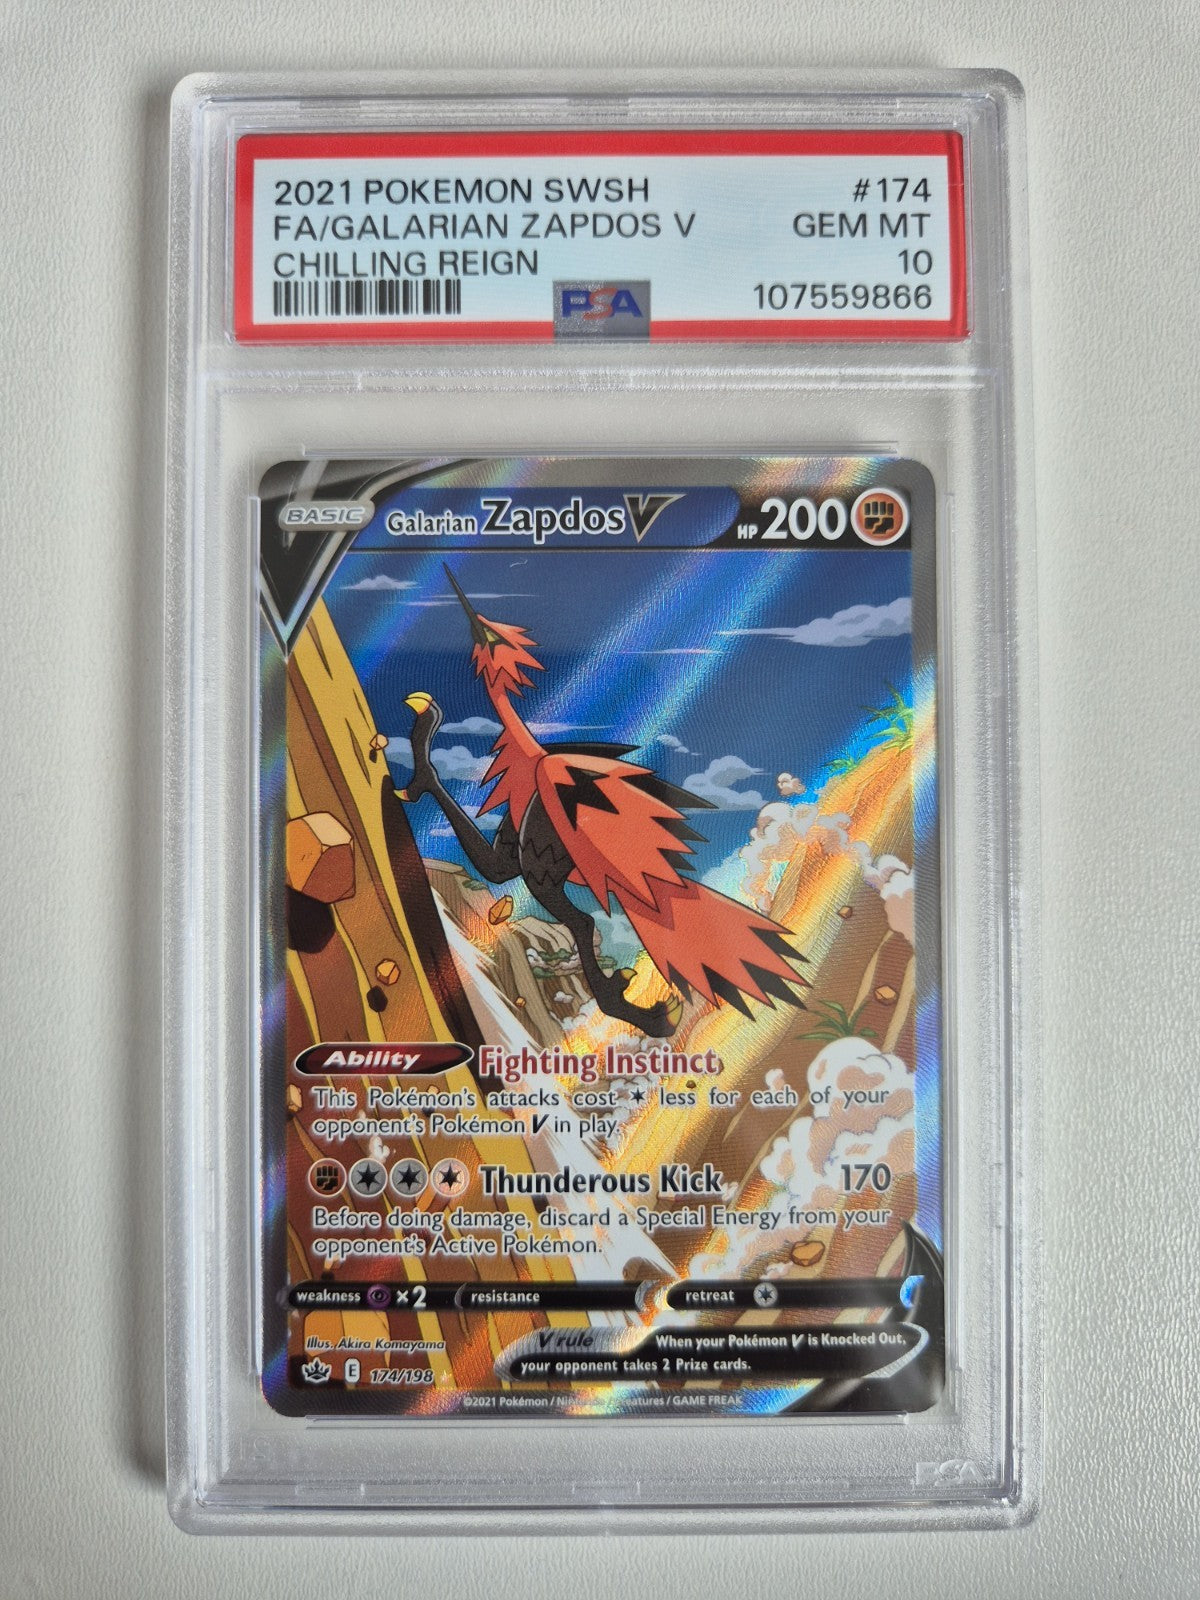 2021 POKEMON SWSH #174
FA/GALARIAN ZAPDOS V GEM MT
CHILLING REIGN 10
PSA 107559866
BASIC Galarian Zapdos V HP 200
Ability Fighting Instinct
This Pokémon's attacks cost less for each of your
opponent's Pokémon V in play.
Thunderous Kick 170
Before doing damage, discard a Special Energy from your
opponent's Active Pokémon.
weakness ×2 resistance retreat
Illus. Akira Komayama
V rule When your Pokémon V is Knocked Out,
your opponent takes 2 Prize cards.
E 174/198
©2021 Pokémon / Nintendo / Creatures / GAME FREAK
PSA